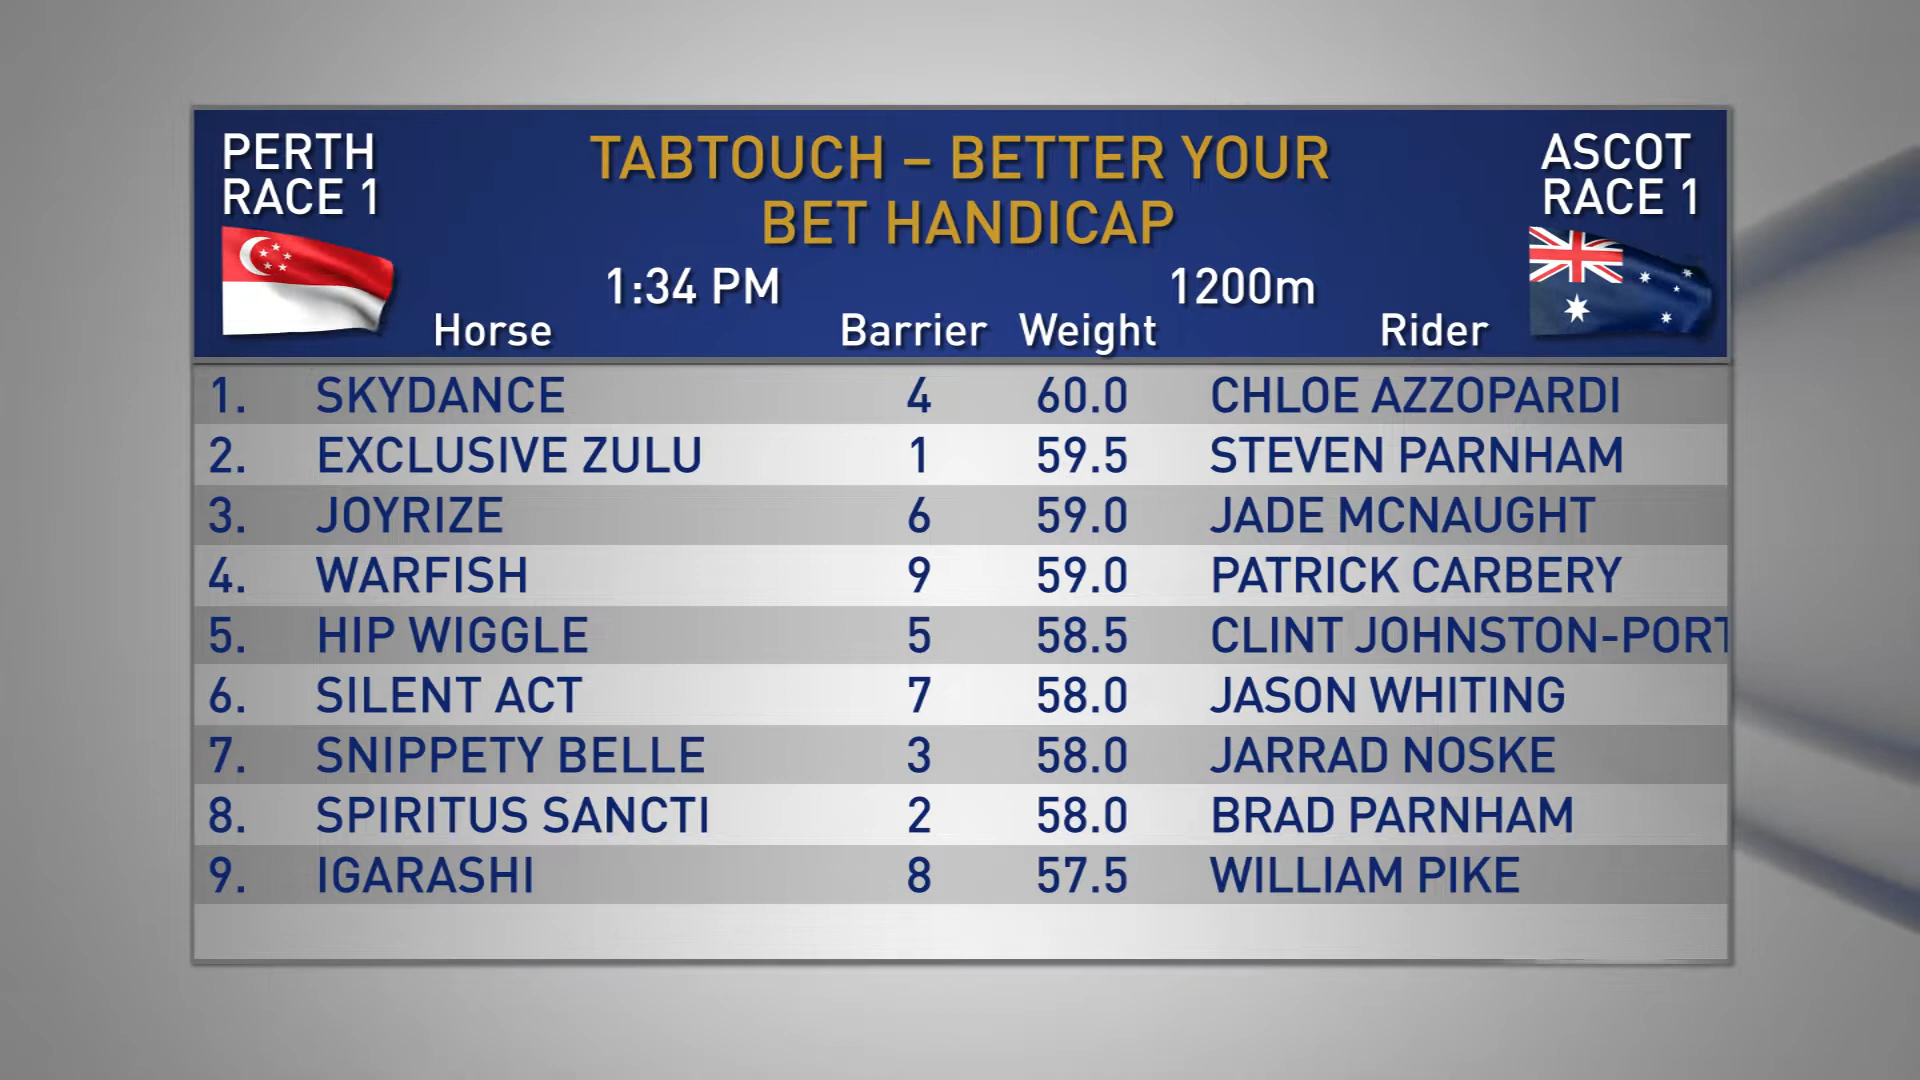 PERTH
RACE 1
TABTOUCH – BETTER YOUR
BET HANDICAP
ASCOT
RACE 1
1:34 PM 1200m
Horse Barrier Weight Rider
1. SKYDANCE 4 60.0 CHLOE AZZOPARDI
2. EXCLUSIVE ZULU 1 59.5 STEVEN PARNHAM
3. JOYRIZE 6 59.0 JADE MCNAUGHT
4. WARFISH 9 59.0 PATRICK CARBERY
5. HIP WIGGLE 5 58.5 CLINT JOHNSTON-PORT
6. SILENT ACT 7 58.0 JASON WHITING
7. SNIPPETY BELLE 3 58.0 JARRAD NOSKE
8. SPIRITUS SANCTI 2 58.0 BRAD PARNHAM
9. IGARASHI 8 57.5 WILLIAM PIKE